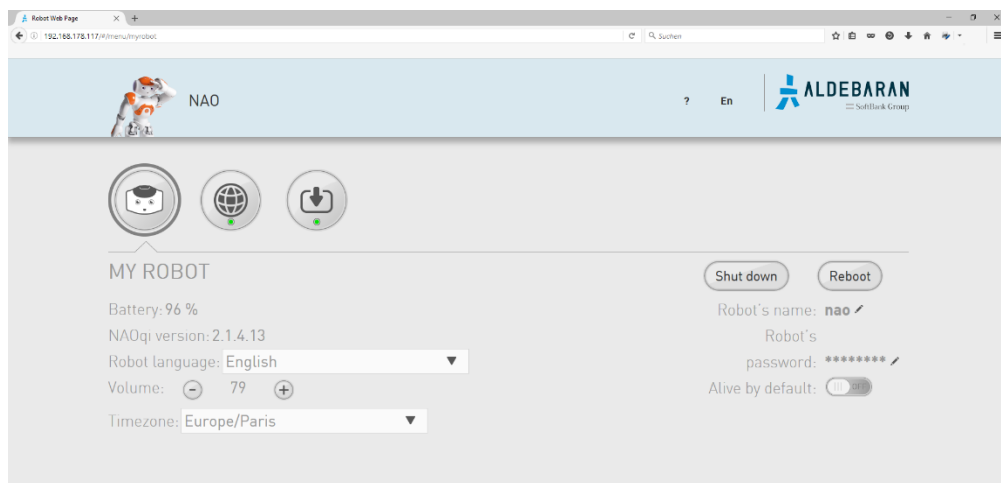 Robot Web Page
192.168.178.117/#/menu/myrobot
Suchen
NAO
?
En
ALDEBARAN
SoftBank Group
MY ROBOT
Shut down
Reboot
Battery: 96 %
Robot's name: nao
NAOqi version: 2.1.4.13
Robot's
password: ********
Robot language: English
Volume: - 79 +
Alive by default: OFF
Timezone: Europe/Paris